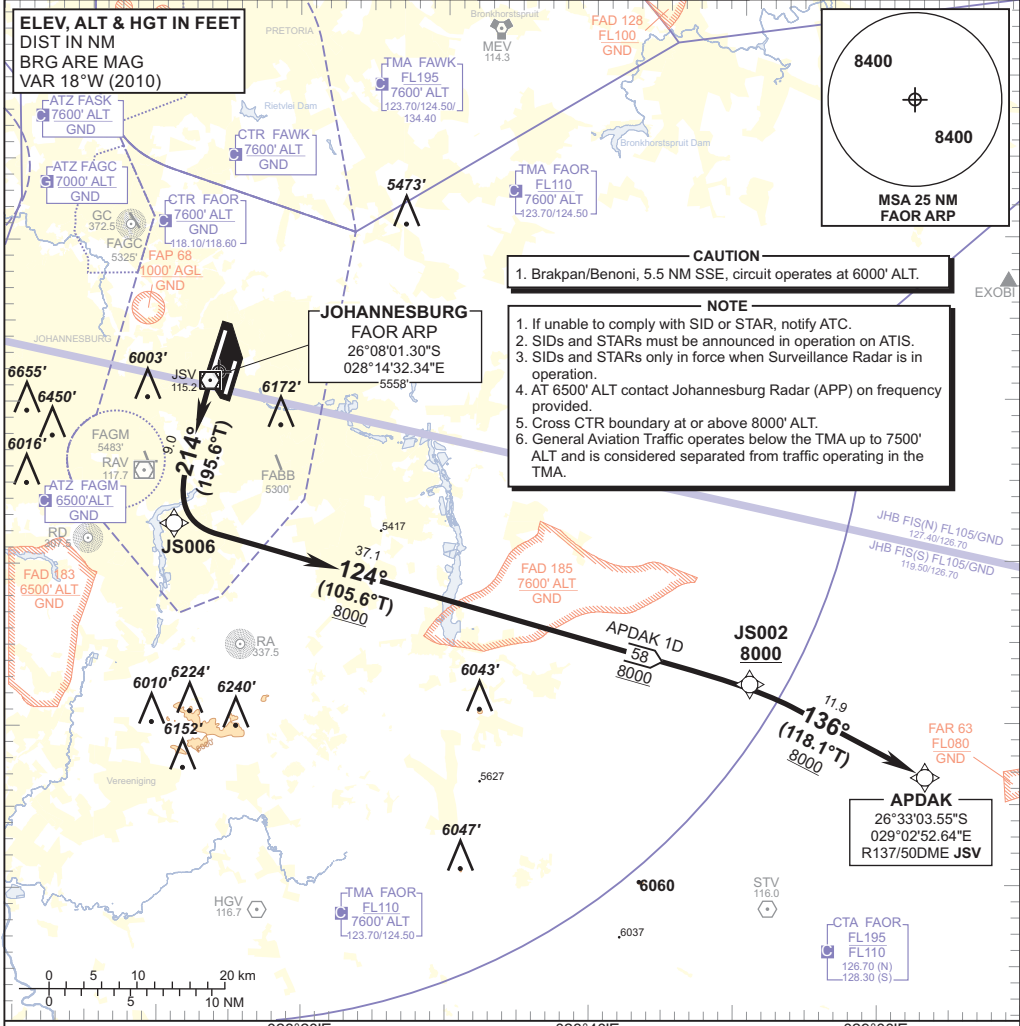 ELEV, ALT & HGT IN FEET
DIST IN NM
BRG ARE MAG
VAR 18°W (2010)
PRETORIA
Bronkhorstspruit
MEV
114.3
FAD 128
FL100
GND
8400
8400
MSA 25 NM
FAOR ARP
ATZ FASK
C
7600' ALT
GND
Rietvlei Dam
TMA FAWK
FL195
C
7600' ALT
123.70/124.50/
134.40
CTR FAWK
C
7600' ALT
GND
Bronkhorstspruit Dam
ATZ FAGC
G
7000' ALT
GND
TMA FAOR
FL110
C
7600' ALT
123.70/124.50
5473'
CTR FAOR
C
7600' ALT
GND
118.10/118.60
GC
372.5
FAGC
5325'
FAP 68
1000' AGL
GND
CAUTION
1. Brakpan/Benoni, 5.5 NM SSE, circuit operates at 6000' ALT.
EXOBI
NOTE
1. If unable to comply with SID or STAR, notify ATC.
2. SIDs and STARs must be announced in operation on ATIS.
3. SIDs and STARs only in force when Surveillance Radar is in
operation.
4. AT 6500' ALT contact Johannesburg Radar (APP) on frequency
provided.
5. Cross CTR boundary at or above 8000' ALT.
6. General Aviation Traffic operates below the TMA up to 7500'
ALT and is considered separated from traffic operating in the
TMA.
JOHANNESBURG
FAOR ARP
26°08'01.30"S
028°14'32.34"E
5558'
JOHANNESBURG
6003'
JSV
115.2
6172'
6655'
6450'
6016'
FAGM
5483'
RAV
117.7
9.0
214°
(195.6°T)
FABB
5300'
ATZ FAGM
C
6500'ALT
GND
JS006
RD
307.5
5417
JHB FIS(N) FL105/GND
127.40/126.70
JHB FIS(S) FL105/GND
119.50/126.70
FAD 183
6500' ALT
GND
37.1
124°
(105.6°T)
8000
FAD 185
7600' ALT
GND
RA
337.5
APDAK 1D
58
8000
JS002
8000
6043'
6224'
6010'
6240'
6152'
11.9
136°
(118.1°T)
8000
FAR 63
FL080
GND
Vereeniging
5627
APDAK
26°33'03.55"S
029°02'52.64"E
R137/50DME JSV
6047'
6060
STV
116.0
HGV
116.7
TMA FAOR
FL110
C
7600' ALT
123.70/124.50
6037
CTA FAOR
FL195
C
FL110
126.70 (N)
128.30 (S)
0 5 10 20 km
0 5 10 NM